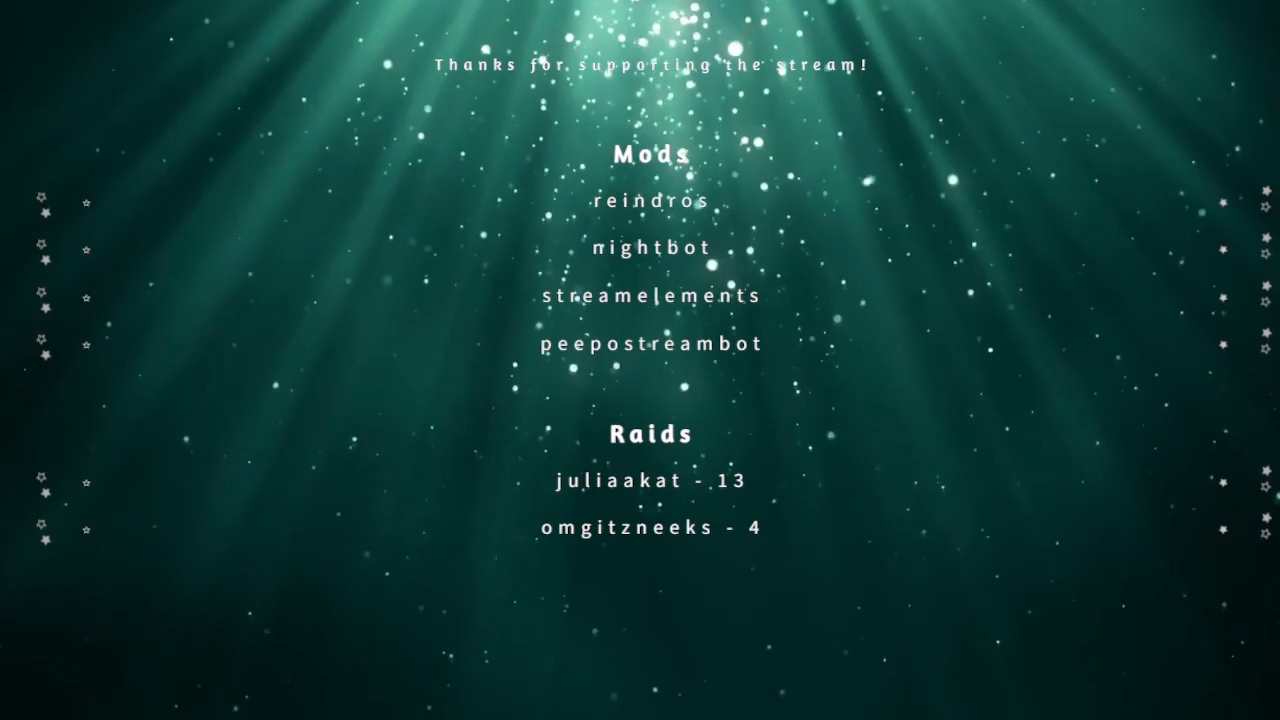 Thanks for supporting the stream!
Mods
reindros
nightbot
streamelements
peepostreambot
Raids
juliaakat - 13
omgitzneeks - 4